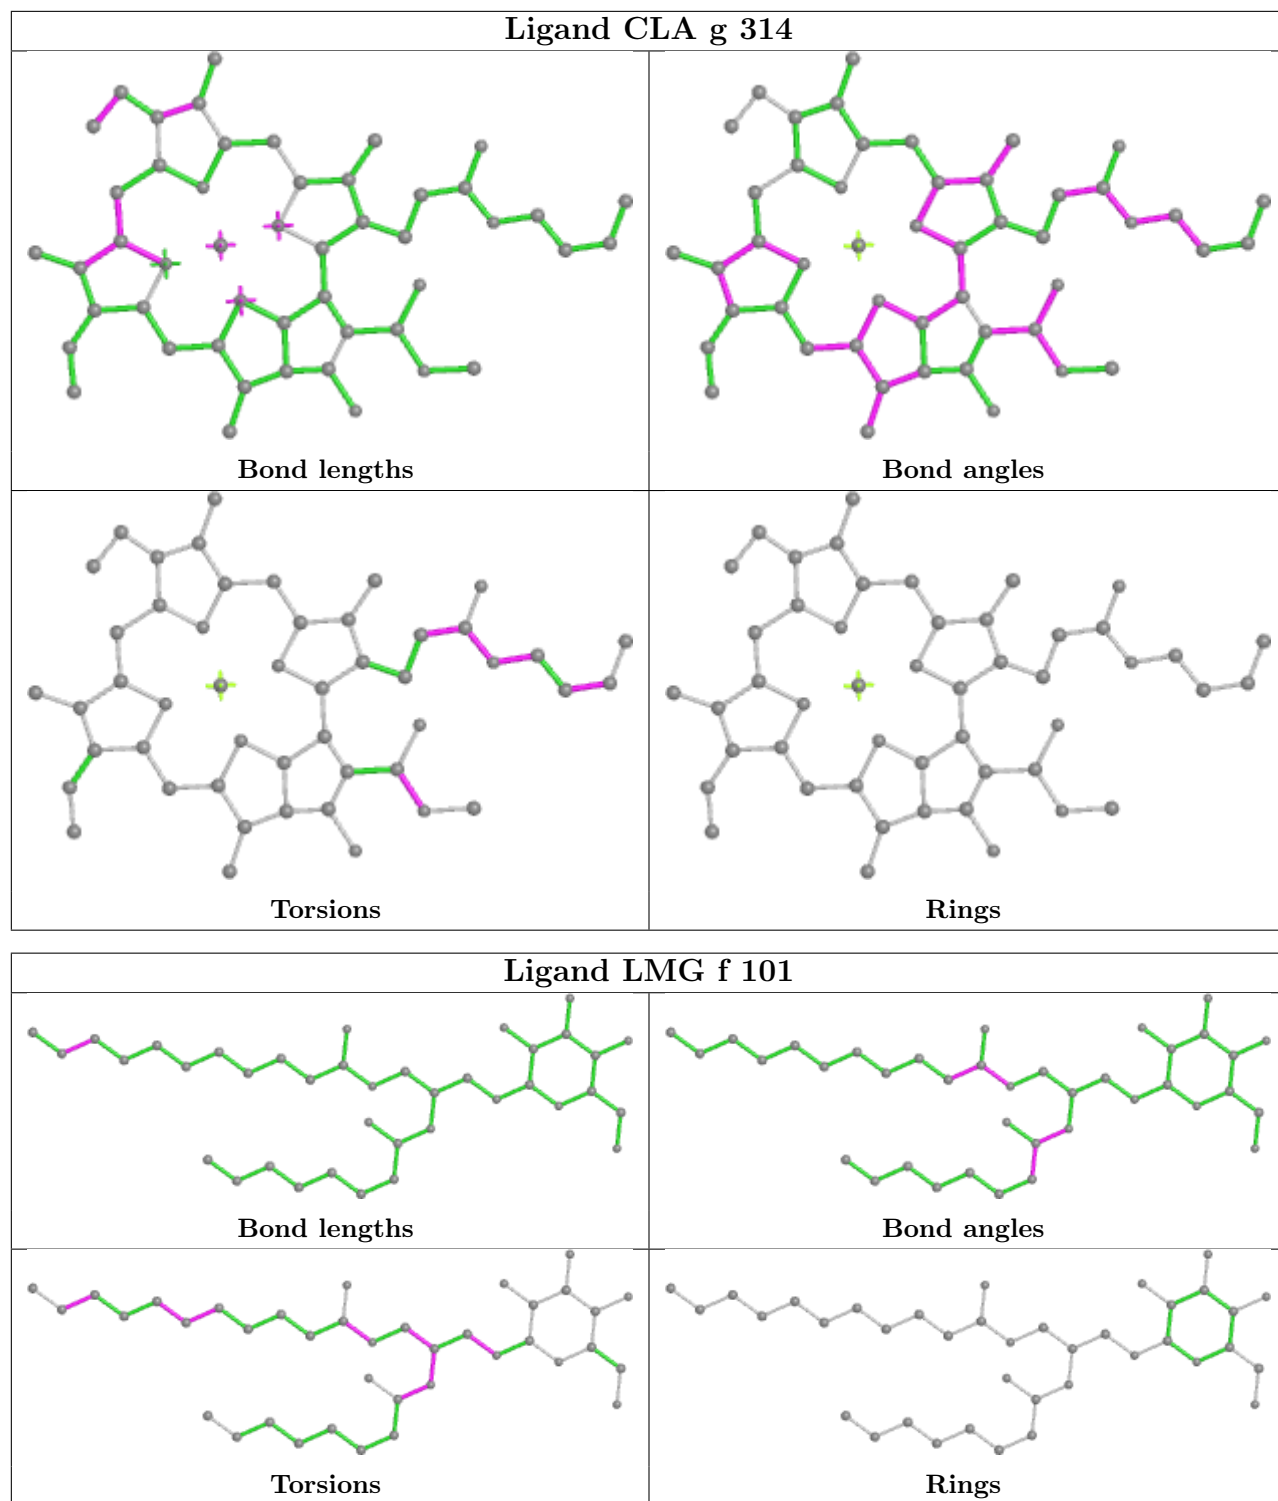 Ligand CLA g 314
Bond lengths
Bond angles
Torsions
Rings
Ligand LMG f 101
Bond lengths
Bond angles
Torsions
Rings